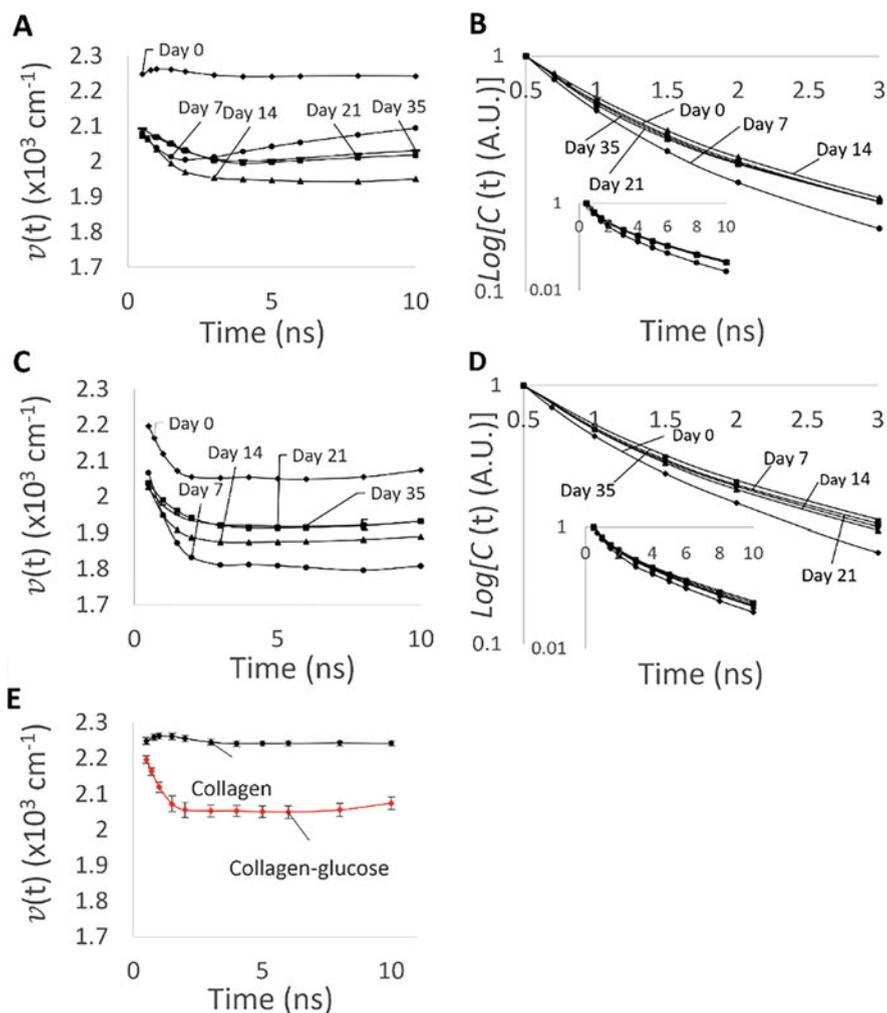 A
2.3
2.2
2.1
2
1.9
1.8
1.7
v(t) (x10³ cm⁻¹)
Day 0
Day 7
Day 14
Day 21
Day 35
0
5
10
Time (ns)
B
1
0.1
Log[C (t) (A.U.)]
0.5
1
1.5
2
2.5
3
Day 0
Day 7
Day 35
Day 14
Day 21
1
0.01
0 2 4 6 8 10
Time (ns)
C
2.3
2.2
2.1
2
1.9
1.8
1.7
v(t) (x10³ cm⁻¹)
Day 0
Day 14
Day 21
Day 7
Day 35
0
5
10
Time (ns)
D
1
0.1
Log[C (t) (A.U.)]
0.5
1
1.5
2
2.5
3
Day 0
Day 7
Day 35
Day 14
Day 21
1
0.01
0 2 4 6 8 10
Time (ns)
E
2.3
2.2
2.1
2
1.9
1.8
1.7
v(t) (x10³ cm⁻¹)
Collagen
Collagen-glucose
0
5
10
Time (ns)